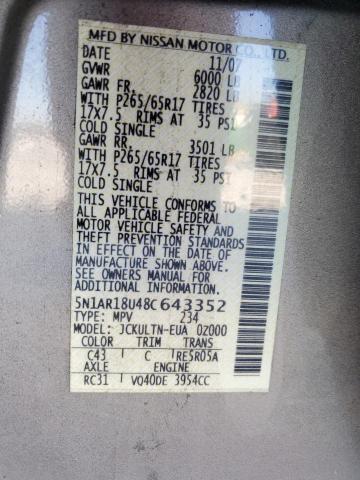 MFD BY NISSAN MOTOR CO., LTD.
DATE 11/07
GVWR 6000 LB
GAWR FR. 2820 LB
WITH P265/65R17 TIRES
17X7.5 RIMS AT 35 PSI
COLD SINGLE
GAWR RR. 3501 LB
WITH P265/65R17 TIRES
17X7.5 RIMS AT 35 PSI
COLD SINGLE
THIS VEHICLE CONFORMS TO
ALL APPLICABLE FEDERAL
MOTOR VEHICLE SAFETY AND
THEFT PREVENTION STANDARDS
IN EFFECT ON THE DATE OF
MANUFACTURE SHOWN ABOVE.
SEE OWNERS MANUAL FOR
ADDITIONAL INFORMATION
5N1AR18U48C643352
TYPE MPV 234
MODEL JCKULTN-EUA 0Z000
COLOR TRIM TRANS
C43 C RE5R05A
AXLE ENGINE
RC31 VQ40DE 3954CC